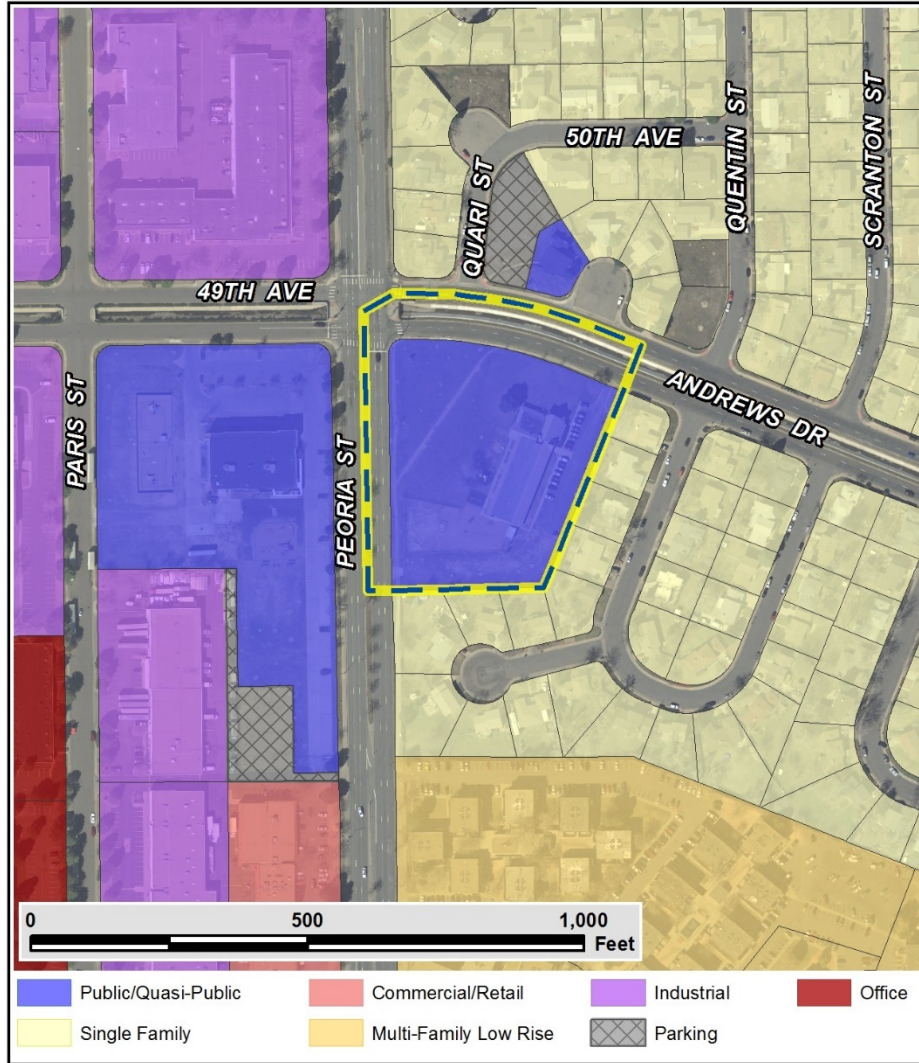 50TH AVE
QUARI ST
QUENTIN ST
SCRANTON ST
49TH AVE
ANDREWS DR
PARIS ST
PEORIA ST
0 500 1,000
Feet
Public/Quasi-Public Commercial/Retail Industrial Office
Single Family Multi-Family Low Rise Parking